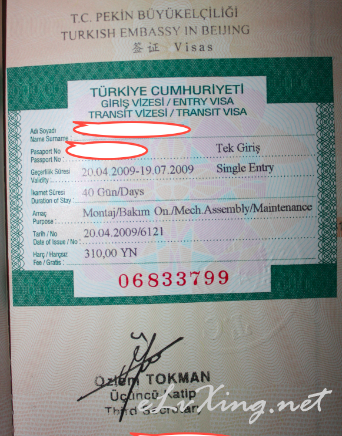 T.C. PEKİN BÜYÜKELÇİLİĞİ
TURKISH EMBASSY IN BEIJING
签证 / Visas
TÜRKİYE CUMHURİYETİ
GİRİŞ VİZESİ / ENTRY VISA
TRANSİT VİZESİ / TRANSIT VISA
Adı Soyadı
Name Surname :
Pasaport No Tek Giriş
Passport No :
Geçerlilik Süresi 20.04.2009-19.07.2009 Single Entry
Validity :
İkamet Süresi 40 Gün/Days
Duration of Stay :
Amaç Montaj/Bakım On./Mech.Assembly/Maintenance
Purpose :
Tarih / No 20.04.2009/6121
Date of Issue / No :
Harç / Harçsız 310,00 YN
Fee / Gratis :
06833799
Özlem TOKMAN
Üçüncü Katip
Third Secretary
eLvXing.net